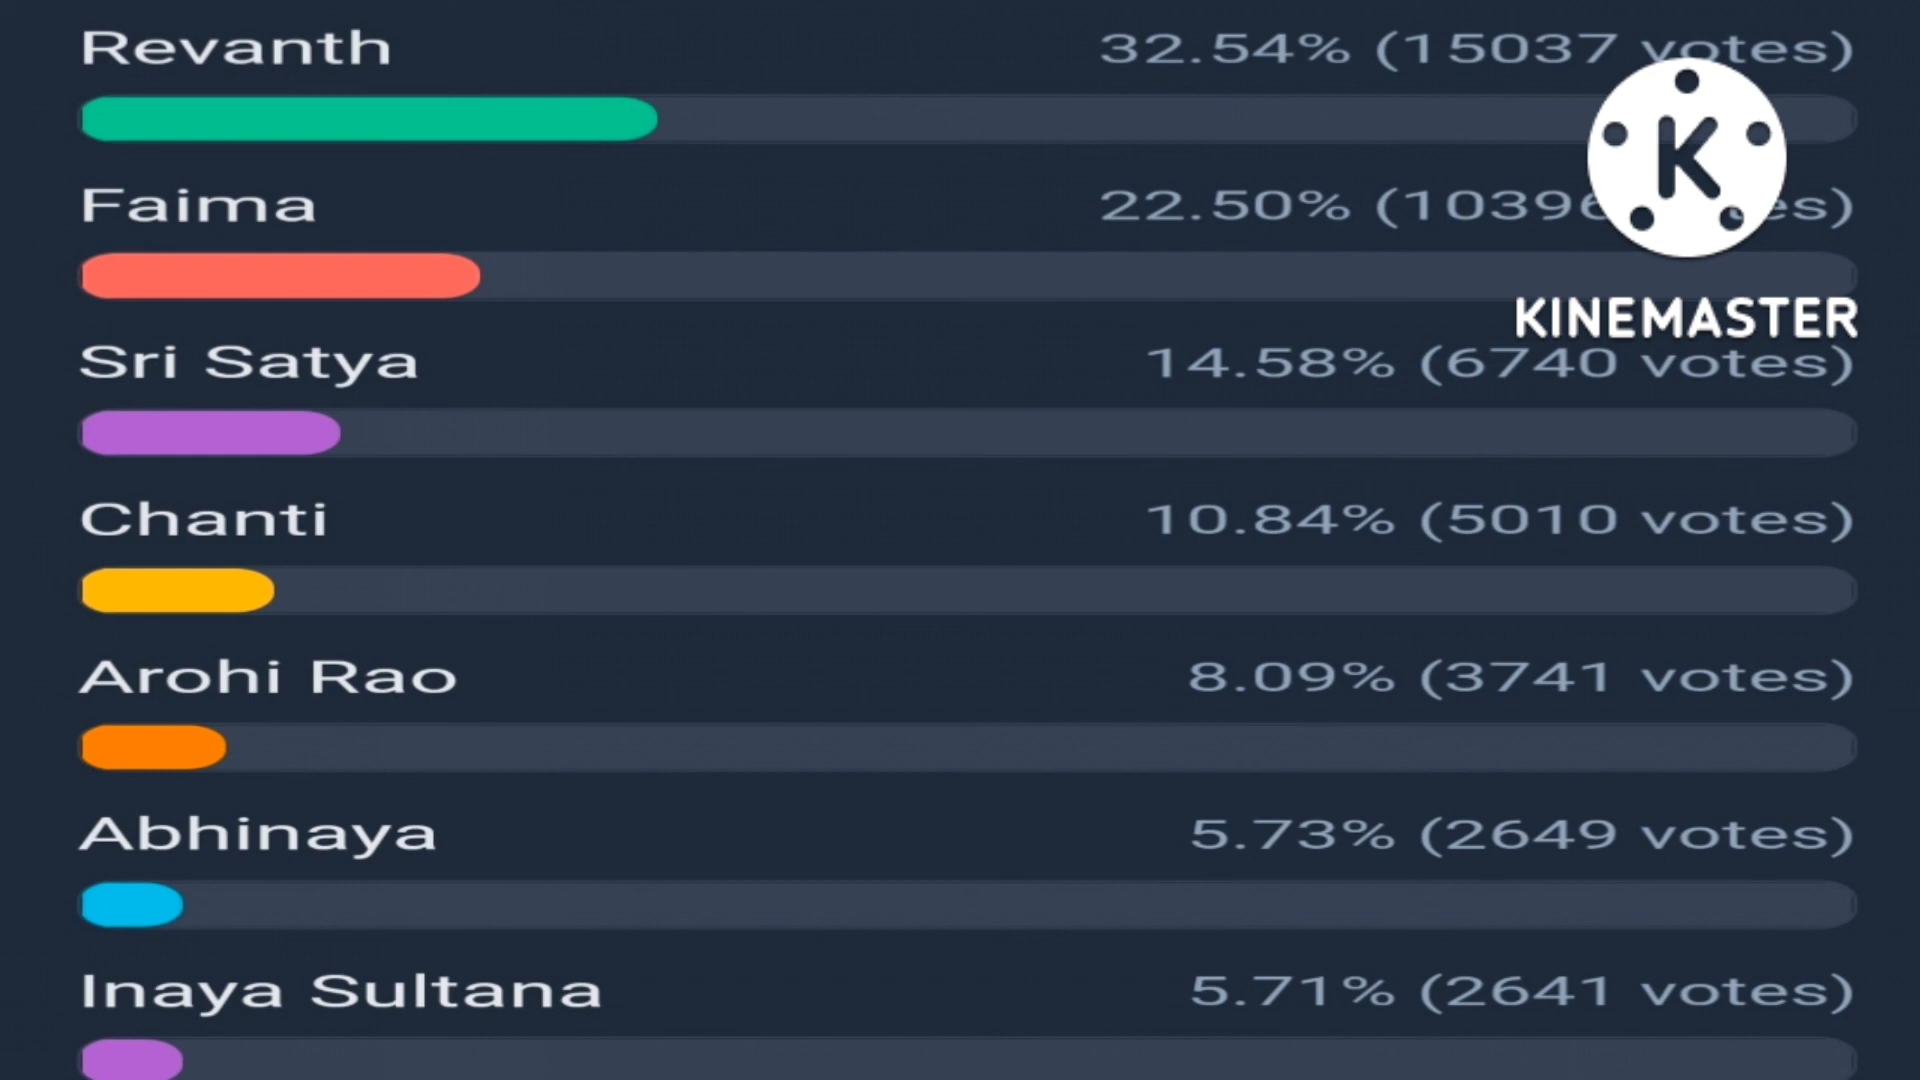 Revanth 32.54% (15037 votes)
Faima 22.50% (10396
KINEMASTER
Sri Satya 14.58% (6740 votes)
Chanti 10.84% (5010 votes)
Arohi Rao 8.09% (3741 votes)
Abhinaya 5.73% (2649 votes)
Inaya Sultana 5.71% (2641 votes)